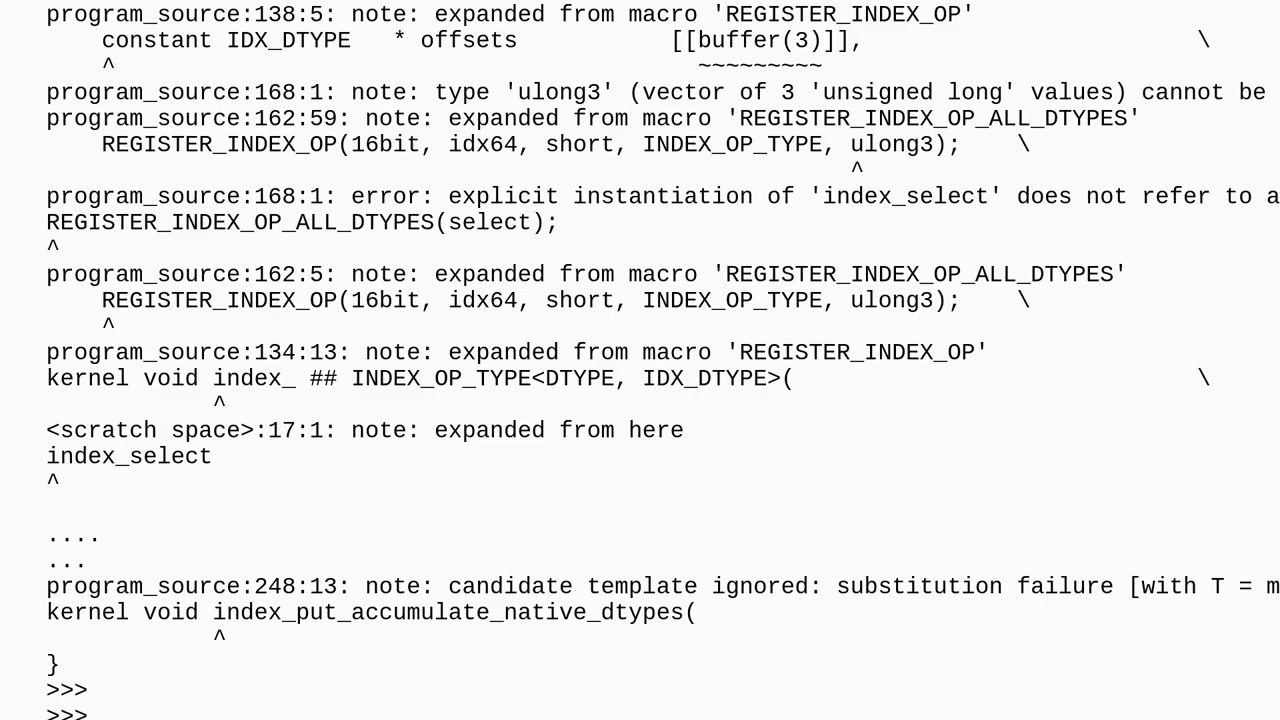 program_source:138:5: note: expanded from macro 'REGISTER_INDEX_OP'
    constant IDX_DTYPE   * offsets           [[buffer(3)]],                        \
    ^                                          ~~~~~~~~~
program_source:168:1: note: type 'ulong3' (vector of 3 'unsigned long' values) cannot be
program_source:162:59: note: expanded from macro 'REGISTER_INDEX_OP_ALL_DTYPES'
    REGISTER_INDEX_OP(16bit, idx64, short, INDEX_OP_TYPE, ulong3);    \
                                                          ^
program_source:168:1: error: explicit instantiation of 'index_select' does not refer to a
REGISTER_INDEX_OP_ALL_DTYPES(select);
^
program_source:162:5: note: expanded from macro 'REGISTER_INDEX_OP_ALL_DTYPES'
    REGISTER_INDEX_OP(16bit, idx64, short, INDEX_OP_TYPE, ulong3);    \
    ^
program_source:134:13: note: expanded from macro 'REGISTER_INDEX_OP'
kernel void index_ ## INDEX_OP_TYPE<DTYPE, IDX_DTYPE>(                             \
            ^
<scratch space>:17:1: note: expanded from here
index_select
^
....
...
program_source:248:13: note: candidate template ignored: substitution failure [with T = m
kernel void index_put_accumulate_native_dtypes(
            ^
}
>>>
>>>